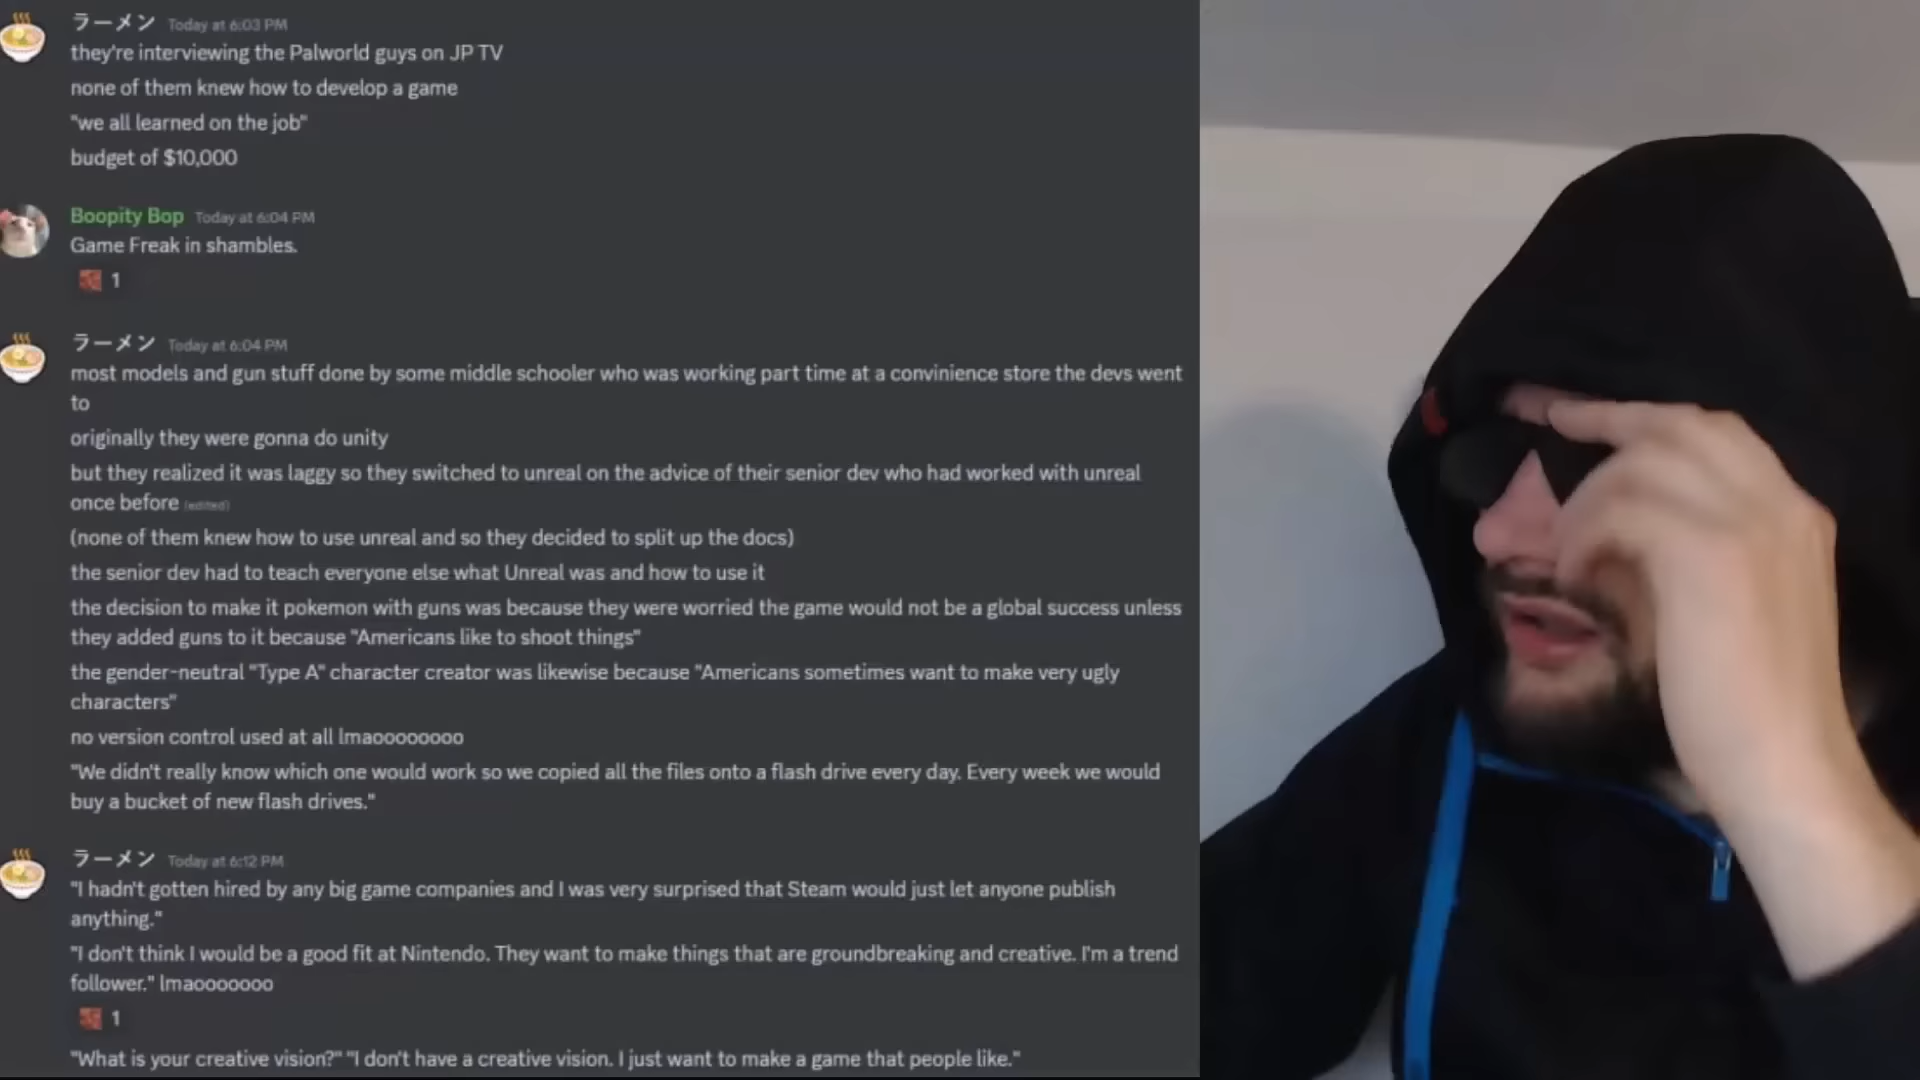 ラーメン Today at 6:03 PM
they're interviewing the Palworld guys on JP TV
none of them knew how to develop a game
"we all learned on the job"
budget of $10,000
Boopity Bop Today at 6:04 PM
Game Freak in shambles.
1
ラーメン Today at 6:04 PM
most models and gun stuff done by some middle schooler who was working part time at a convinience store the devs went
to
originally they were gonna do unity
but they realized it was laggy so they switched to unreal on the advice of their senior dev who had worked with unreal
once before (edited)
(none of them knew how to use unreal and so they decided to split up the docs)
the senior dev had to teach everyone else what Unreal was and how to use it
the decision to make it pokemon with guns was because they were worried the game would not be a global success unless
they added guns to it because "Americans like to shoot things"
the gender-neutral "Type A" character creator was likewise because "Americans sometimes want to make very ugly
characters"
no version control used at all lmaoooooooo
"We didn't really know which one would work so we copied all the files onto a flash drive every day. Every week we would
buy a bucket of new flash drives."
ラーメン Today at 6:12 PM
"I hadn't gotten hired by any big game companies and I was very surprised that Steam would just let anyone publish
anything."
"I don't think I would be a good fit at Nintendo. They want to make things that are groundbreaking and creative. I'm a trend
follower." lmaooooooo
1
"What is your creative vision?" "I don't have a creative vision. I just want to make a game that people like."